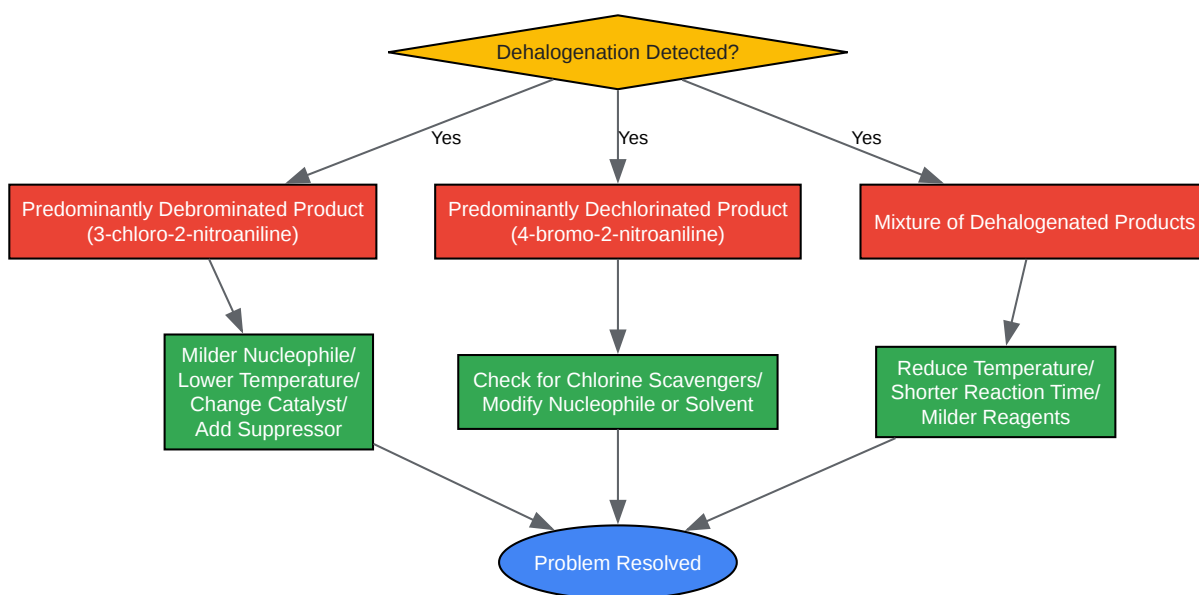 Dehalogenation Detected?
Yes
Yes
Yes
Predominantly Debrominated Product
(3-chloro-2-nitroaniline)
Predominantly Dechlorinated Product
(4-bromo-2-nitroaniline)
Mixture of Dehalogenated Products
Milder Nucleophile/
Lower Temperature/
Change Catalyst/
Add Suppressor
Check for Chlorine Scavengers/
Modify Nucleophile or Solvent
Reduce Temperature/
Shorter Reaction Time/
Milder Reagents
Problem Resolved